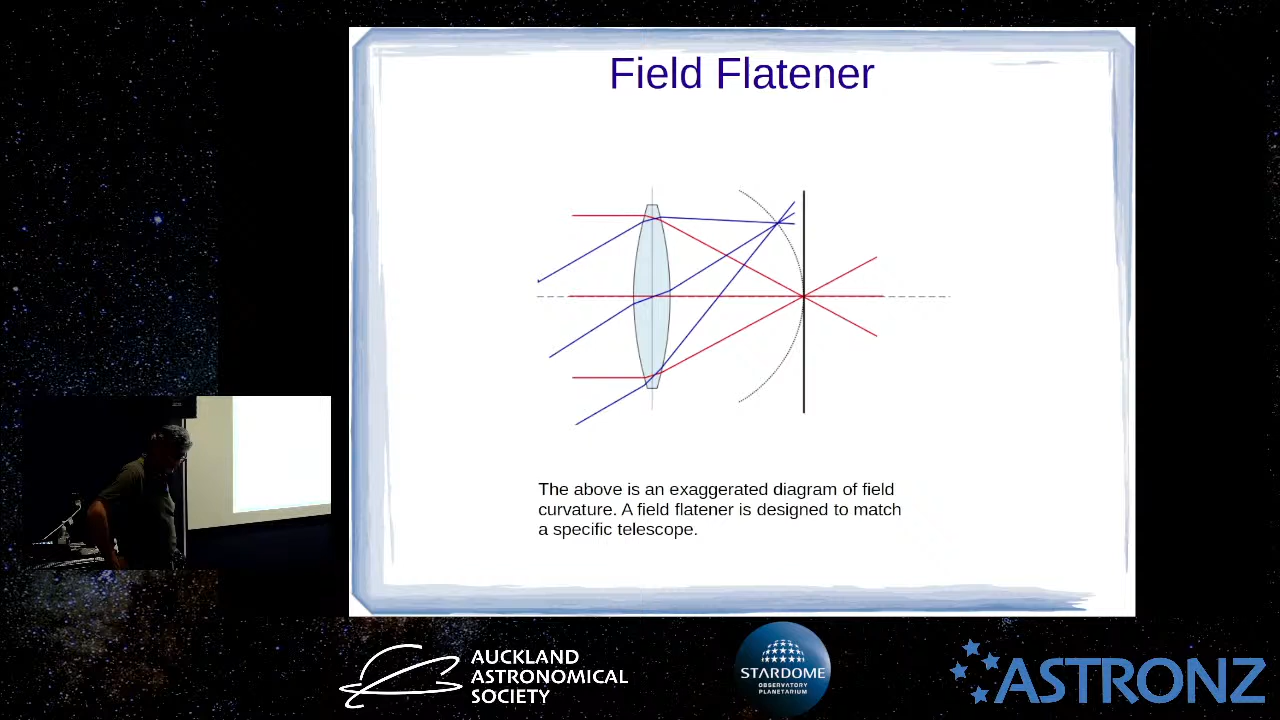 Field Flatener
The above is an exaggerated diagram of field
curvature. A field flatener is designed to match
a specific telescope.
AUCKLAND
ASTRONOMICAL
SOCIETY
STARDOME
OBSERVATORY
PLANETARIUM
ASTRONZ